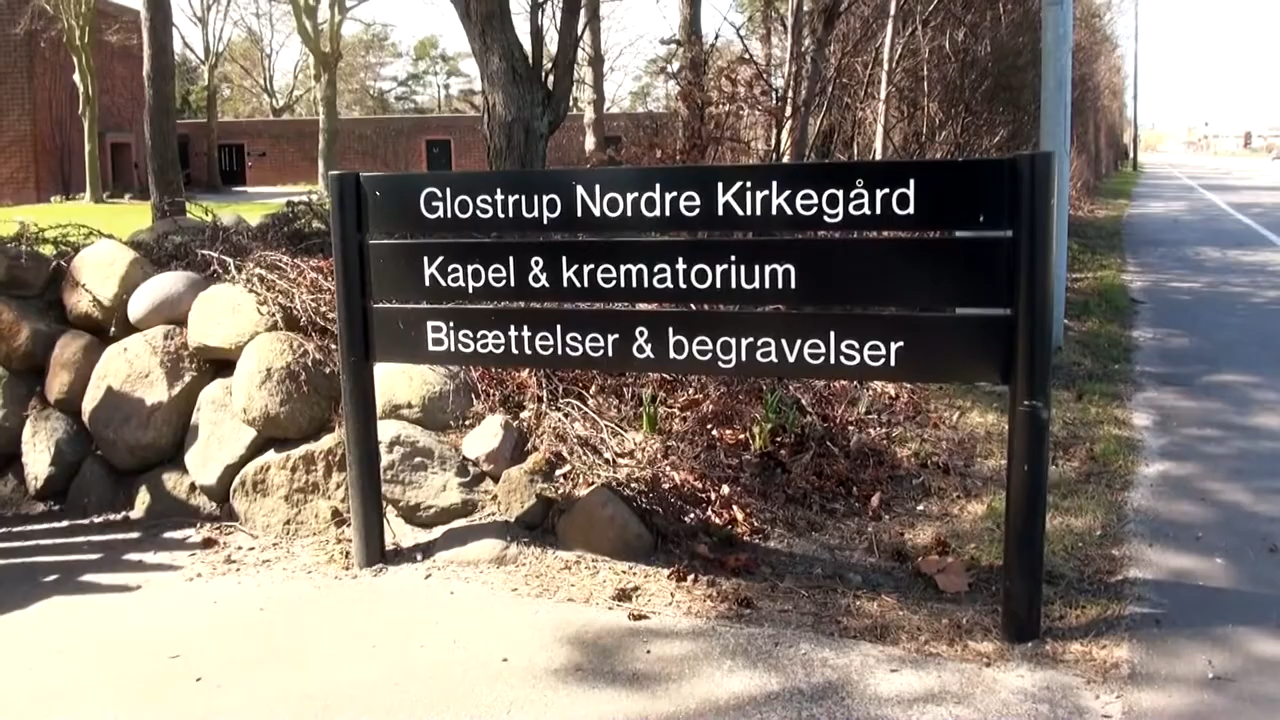 Glostrup Nordre Kirkegård
Kapel & krematorium
Bisættelser & begravelser